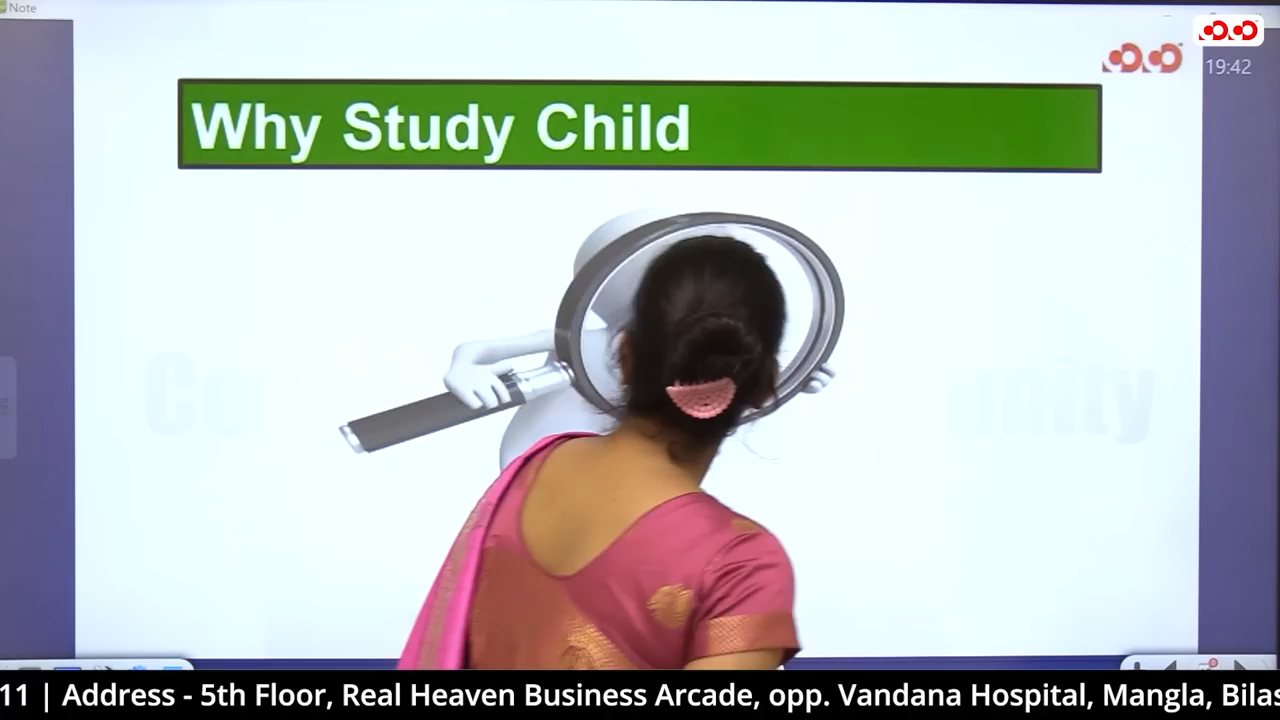 Note
19:42
Why Study Child
11 | Address - 5th Floor, Real Heaven Business Arcade, opp. Vandana Hospital, Mangla, Bilas